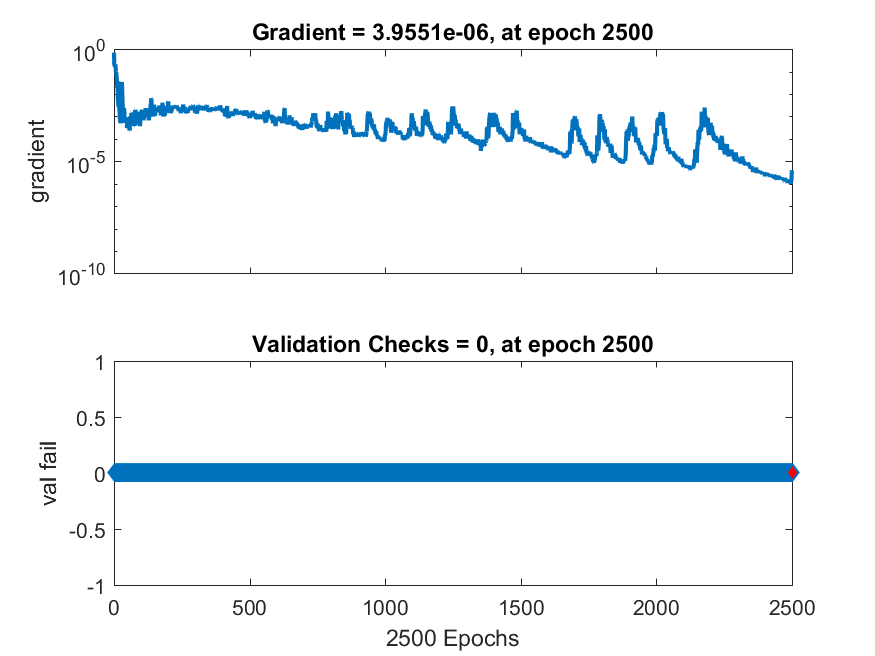 Gradient = 3.9551e-06, at epoch 2500
10^0
10^-5
10^-10
gradient
Validation Checks = 0, at epoch 2500
1
0.5
0
-0.5
-1
val fail
0 500 1000 1500 2000 2500
2500 Epochs